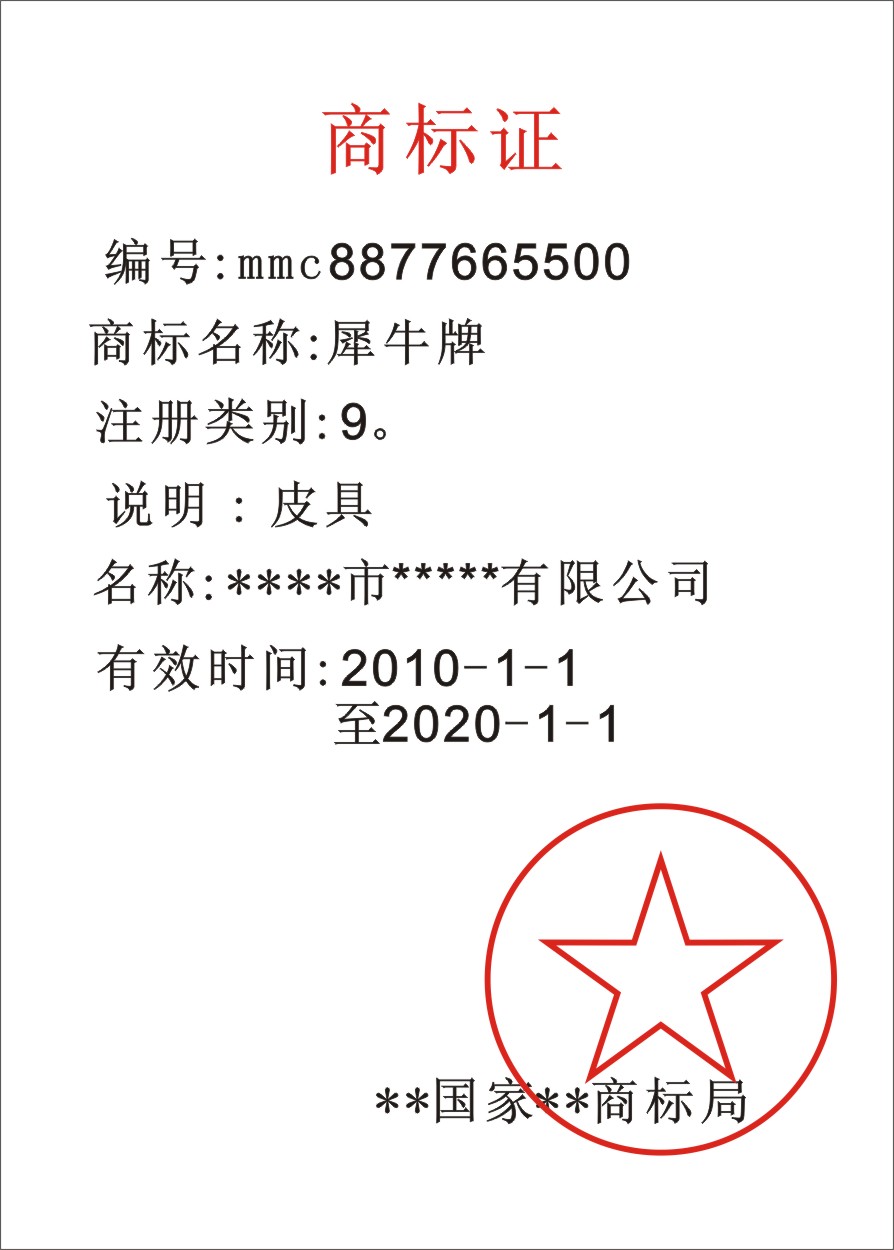 商标证
编号:mmc8877665500
商标名称:犀牛牌
注册类别:9。
说明：皮具
名称:****市*****有限公司
有效时间:2010-1-1
至2020-1-1
**国家**商标局